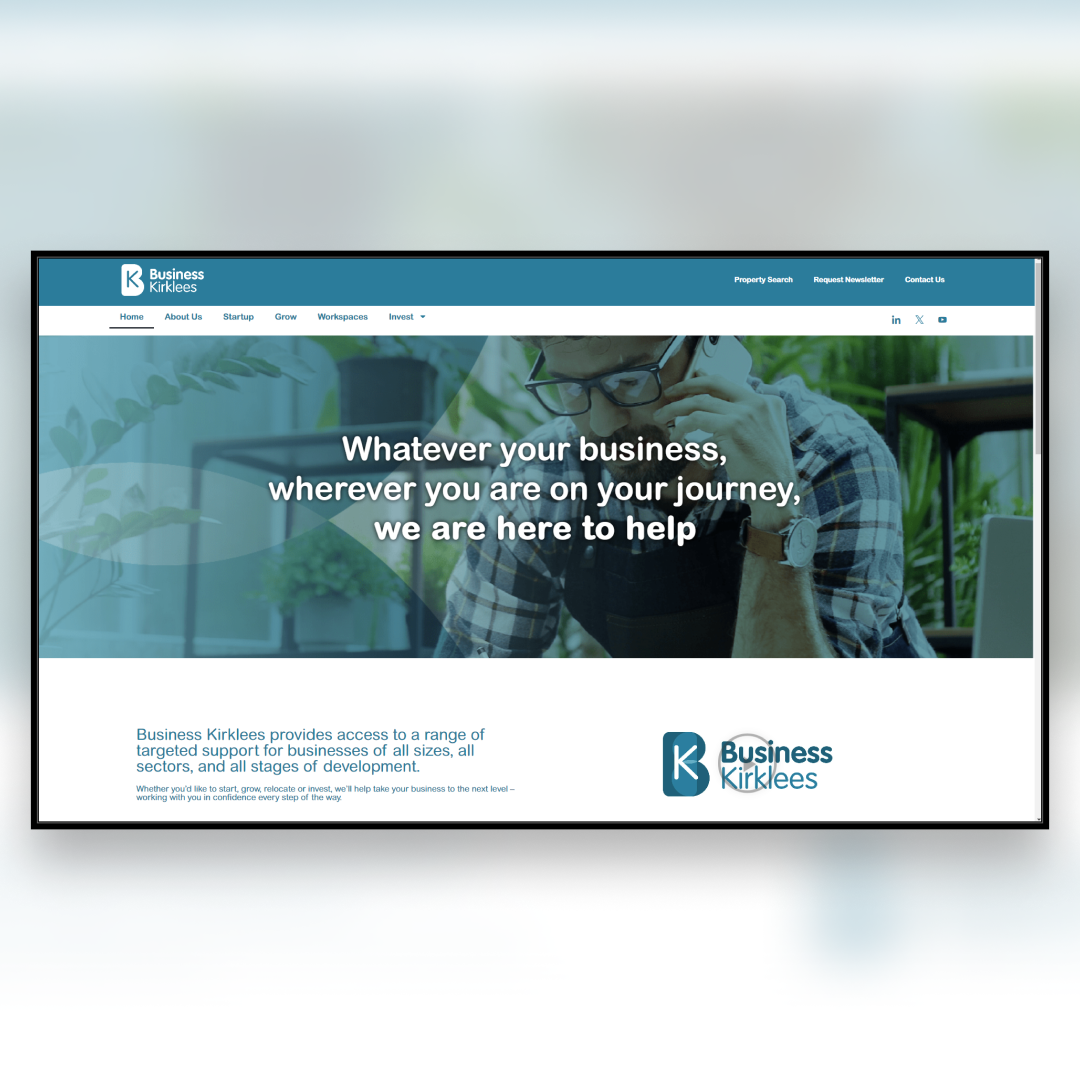 Business
Kirklees
Property Search
Request Newsletter
Contact Us
Home
About Us
Startup
Grow
Workspaces
Invest
Whatever your business,
wherever you are on your journey,
we are here to help
Business Kirklees provides access to a range of
targeted support for businesses of all sizes, all
sectors, and all stages of development.
Whether you'd like to start, grow, relocate or invest, we'll help take your business to the next level –
working with you in confidence every step of the way.
Business
Kirklees